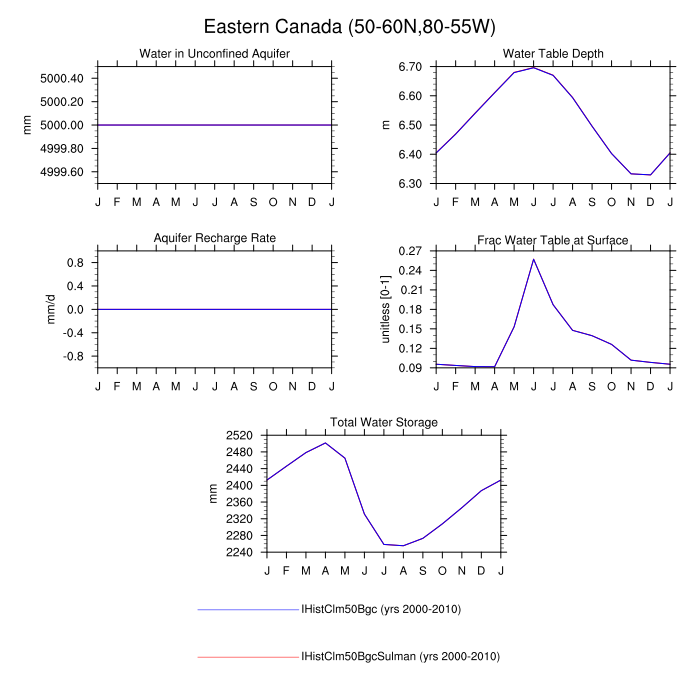 Eastern Canada (50-60N,80-55W)
Water in Unconfined Aquifer
5000.40
5000.20
5000.00
4999.80
4999.60
mm
J F M A M J J A S O N D J
Water Table Depth
6.70
6.60
6.50
6.40
6.30
m
J F M A M J J A S O N D J
Aquifer Recharge Rate
0.8
0.4
0.0
-0.4
-0.8
mm/d
J F M A M J J A S O N D J
Frac Water Table at Surface
0.27
0.24
0.21
0.18
0.15
0.12
0.09
unitless [0-1]
J F M A M J J A S O N D J
Total Water Storage
2520
2480
2440
2400
2360
2320
2280
2240
mm
J F M A M J J A S O N D J
IHistClm50Bgc (yrs 2000-2010)
IHistClm50BgcSulman (yrs 2000-2010)